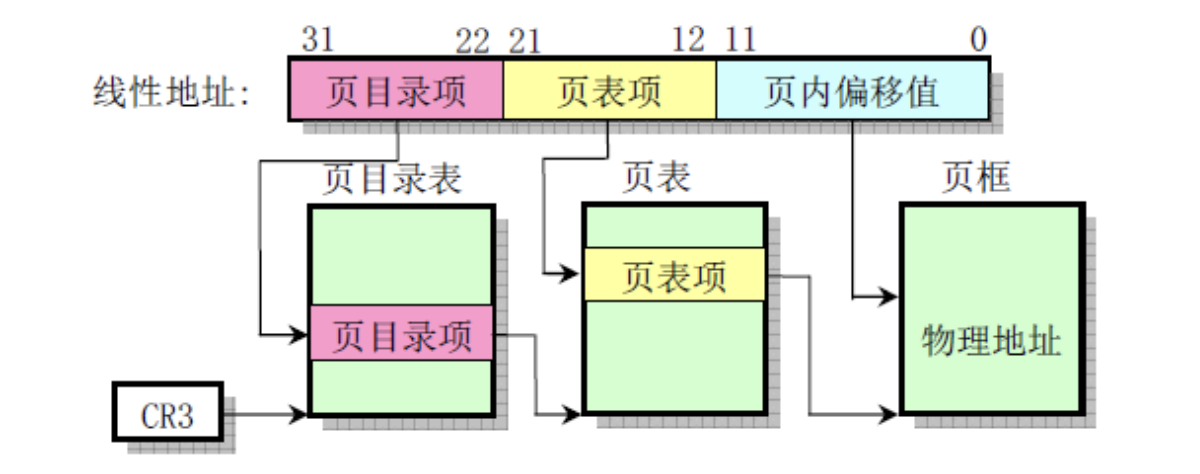 31 22 21 12 11 0
线性地址: 页目录项 页表项 页内偏移值
页目录表 页表 页框
页表项
页目录项 物理地址
CR3